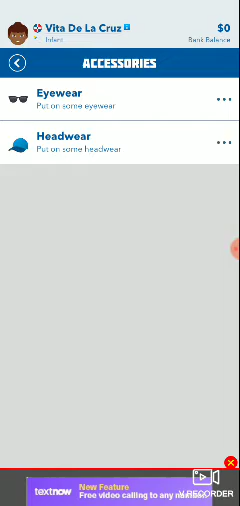 Vita De La Cruz
$0
Infant
Bank Balance
ACCESSORIES
Eyewear
Put on some eyewear
Headwear
Put on some headwear
textnow
New Feature
Free video calling to any number
V RECORDER